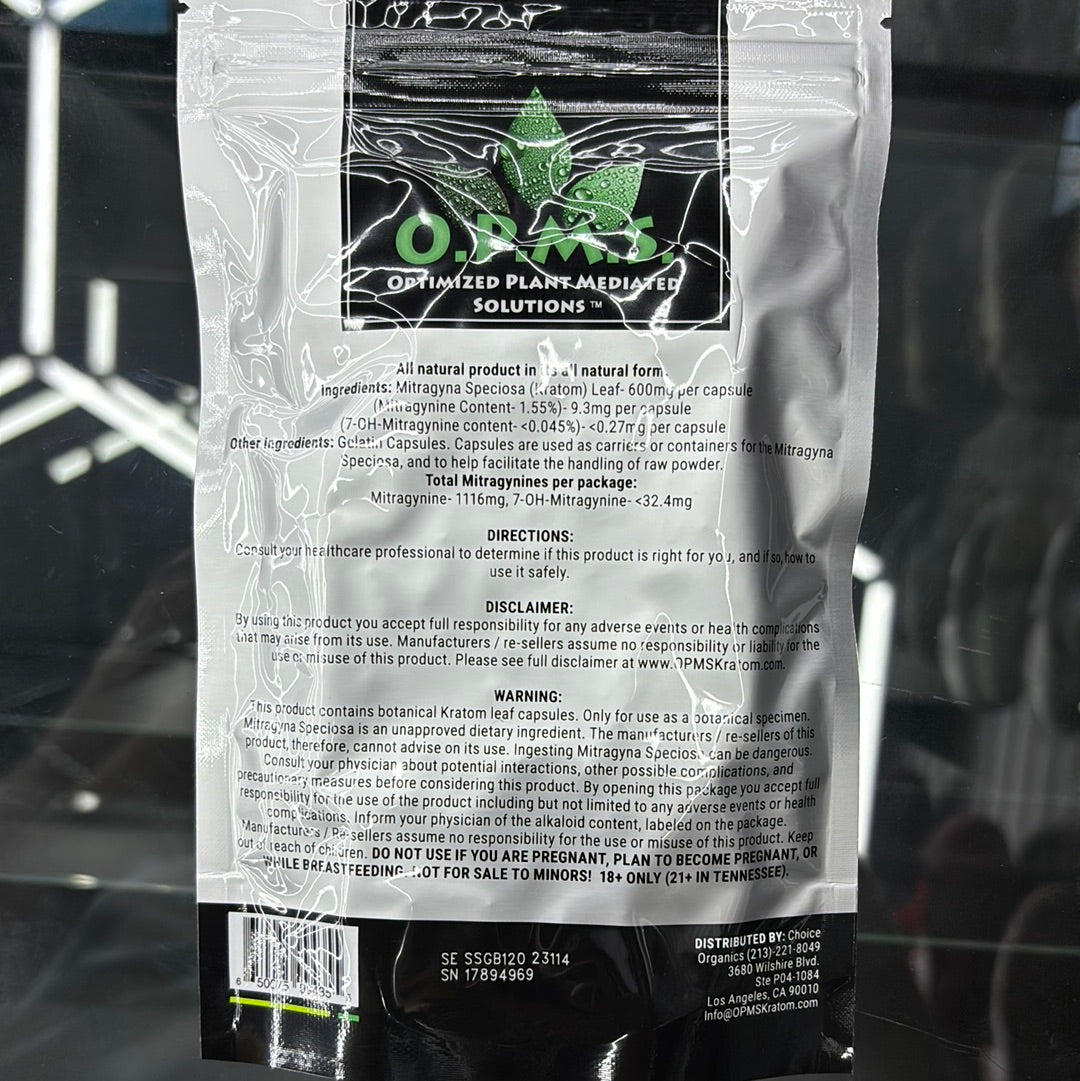 O.P.M.S.
OPTIMIZED PLANT MEDIATED
SOLUTIONS ™
All natural product in its all natural form.
Ingredients: Mitragyna Speciosa (Kratom) Leaf- 600mg per capsule
(Mitragynine Content- 1.55%)- 9.3mg per capsule
(7-OH-Mitragynine content- <0.045%)- <0.27mg per capsule
Other Ingredients: Gelatin Capsules. Capsules are used as carriers or containers for the Mitragyna
Speciosa, and to help facilitate the handling of raw powder.
Total Mitragynines per package:
Mitragynine- 1116mg, 7-OH-Mitragynine- <32.4mg
DIRECTIONS:
Consult your healthcare professional to determine if this product is right for you, and if so, how to
use it safely.
DISCLAIMER:
By using this product you accept full responsibility for any adverse events or health complications
that may arise from its use. Manufacturers / re-sellers assume no responsibility or liability for the
use or misuse of this product. Please see full disclaimer at www.OPMSKratom.com.
WARNING:
This product contains botanical Kratom leaf capsules. Only for use as a botanical specimen.
Mitragyna Speciosa is an unapproved dietary ingredient. The manufacturers / re-sellers of this
product, therefore, cannot advise on its use. Ingesting Mitragyna Speciosa can be dangerous.
Consult your physician about potential interactions, other possible complications, and
precautionary measures before considering this product. By opening this package you accept full
responsibility for the use of the product including but not limited to any adverse events or health
complications. Inform your physician of the alkaloid content, labeled on the package.
Manufacturers / Re-sellers assume no responsibility for the use or misuse of this product. Keep
out of reach of children. DO NOT USE IF YOU ARE PREGNANT, PLAN TO BECOME PREGNANT, OR
WHILE BREASTFEEDING. NOT FOR SALE TO MINORS! 18+ ONLY (21+ IN TENNESSEE).
SE SSGB120 23114
SN 17894969
DISTRIBUTED BY: Choice
Organics (213)-221-8049
3680 Wilshire Blvd.
Ste P04-1084
Los Angeles, CA 90010
Info@OPMSKratom.com